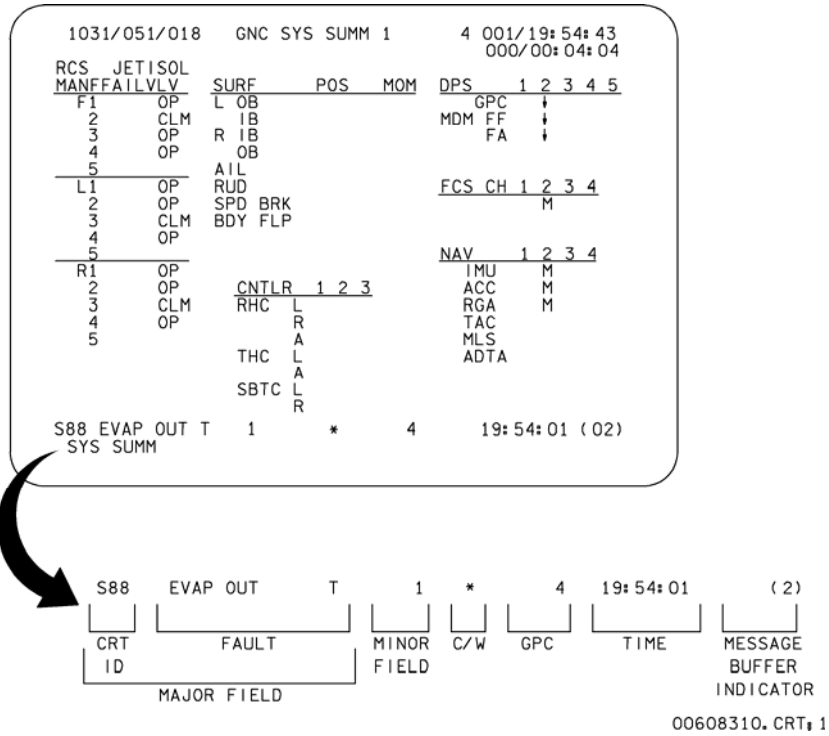 1031/051/018 GNC SYS SUMM 1 4 001/19:54:43
000/00:04:04
RCS JETISOL
MANFFAILVLV SURF POS MOM DPS 1 2 3 4 5
F1 OP L OB GPC ↓
2 CLM IB MDM FF ↓
3 OP R IB FA ↓
4 OP OB
5 AIL
L1 OP RUD FCS CH 1 2 3 4
2 OP SPD BRK M
3 CLM BDY FLP
4 OP
5 NAV 1 2 3 4
R1 OP IMU M
2 OP CNTLR 1 2 3 ACC M
3 CLM RHC L RGA M
4 OP R TAC
5 A MLS
THC L ADTA
A
SBTC L
R
S88 EVAP OUT T 1 * 4 19:54:01 (02)
SYS SUMM
S88 EVAP OUT T 1 * 4 19:54:01 (2)
CRT ID FAULT MINOR FIELD C/W GPC TIME MESSAGE BUFFER INDICATOR
MAJOR FIELD
00608310.CRT;1